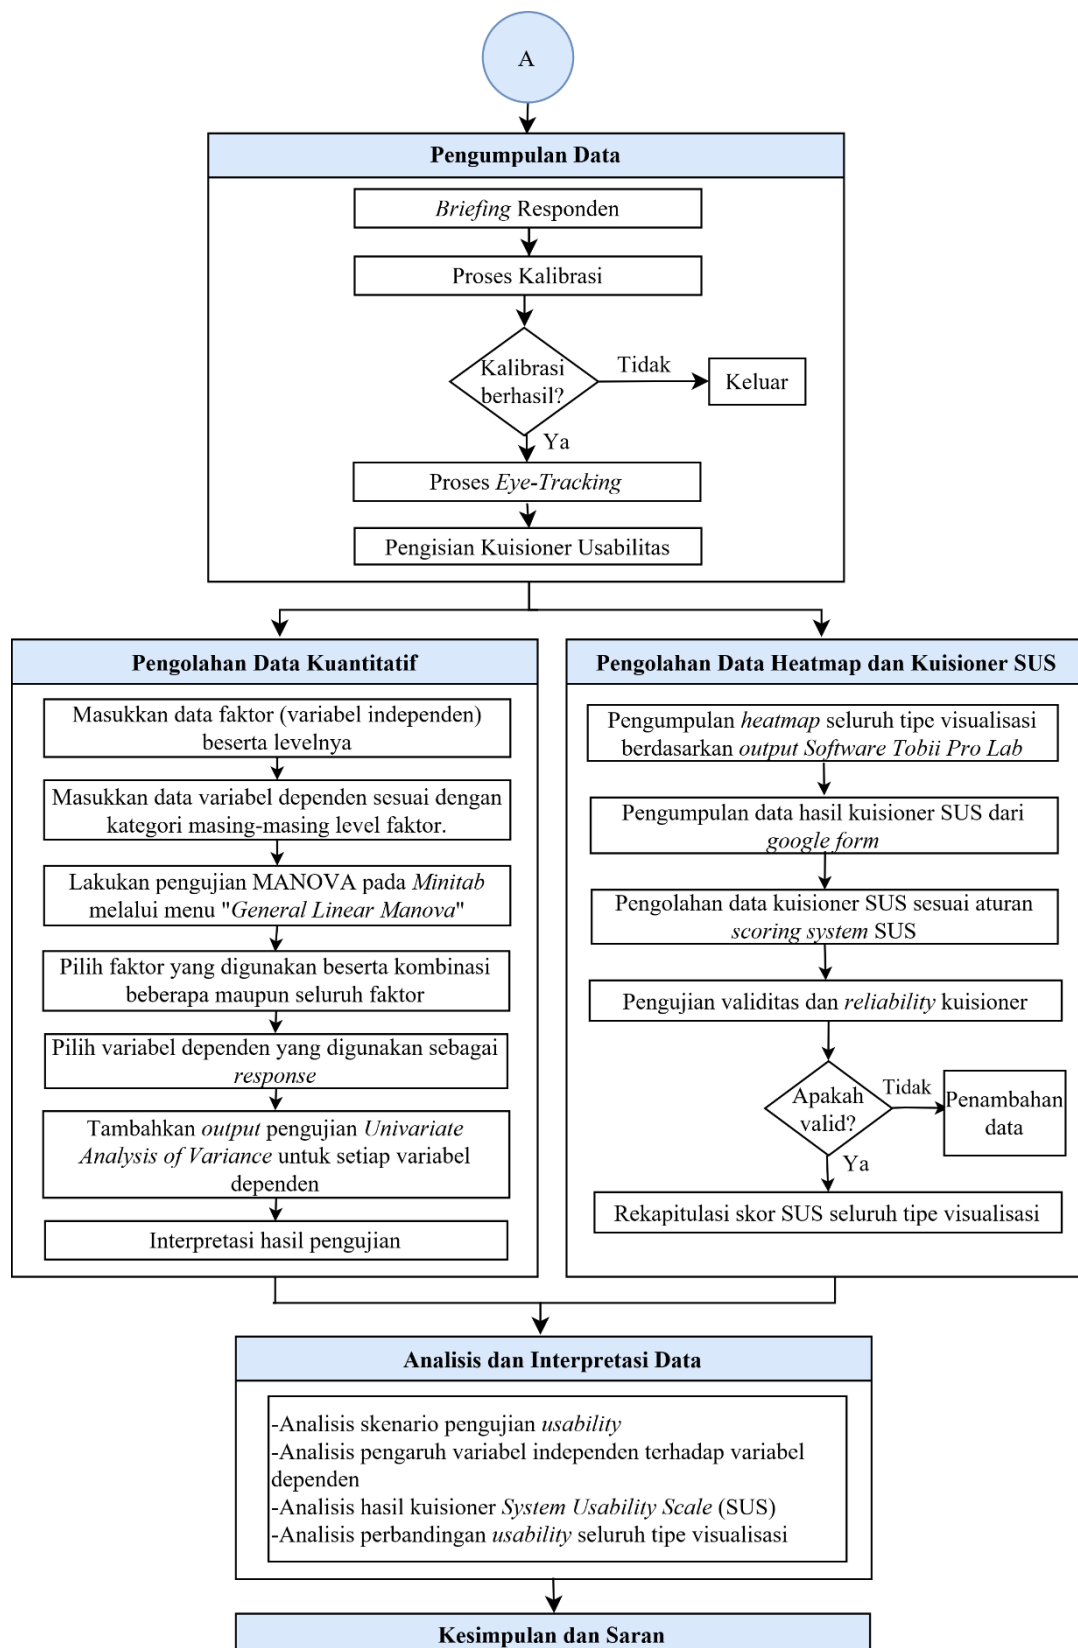 A
Pengumpulan Data
Briefing Responden
Proses Kalibrasi
Kalibrasi
berhasil?
Tidak
Keluar
Ya
Proses Eye-Tracking
Pengisian Kuisioner Usabilitas
Pengolahan Data Kuantitatif
Masukkan data faktor (variabel independen)
beserta levelnya
Masukkan data variabel dependen sesuai dengan
kategori masing-masing level faktor.
Lakukan pengujian MANOVA pada Minitab
melalui menu "General Linear Manova"
Pilih faktor yang digunakan beserta kombinasi
beberapa maupun seluruh faktor
Pilih variabel dependen yang digunakan sebagai
response
Tambahkan output pengujian Univariate
Analysis of Variance untuk setiap variabel
dependen
Interpretasi hasil pengujian
Pengolahan Data Heatmap dan Kuisioner SUS
Pengumpulan heatmap seluruh tipe visualisasi
berdasarkan output Software Tobii Pro Lab
Pengumpulan data hasil kuisioner SUS dari
google form
Pengolahan data kuisioner SUS sesuai aturan
scoring system SUS
Pengujian validitas dan reliability kuisioner
Apakah
valid?
Tidak
Penambahan
data
Ya
Rekapitulasi skor SUS seluruh tipe visualisasi
Analisis dan Interpretasi Data
-Analisis skenario pengujian usability
-Analisis pengaruh variabel independen terhadap variabel
dependen
-Analisis hasil kuisioner System Usability Scale (SUS)
-Analisis perbandingan usability seluruh tipe visualisasi
Kesimpulan dan Saran